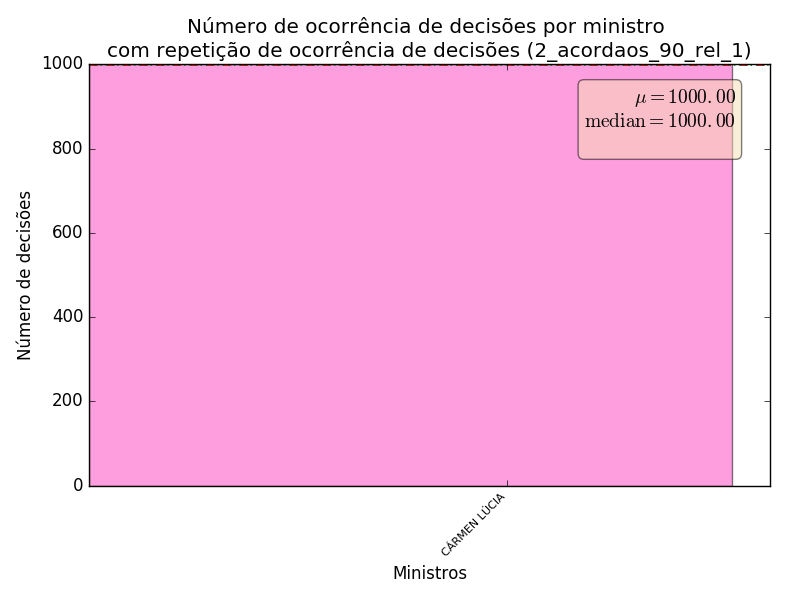 Número de ocorrência de decisões por ministro
com repetição de ocorrência de decisões (2_acordaos_90_rel_1)
1000
800
600
400
200
0
Número de decisões
μ = 1000.00
median = 1000.00
CÁRMEN LÚCIA
Ministros